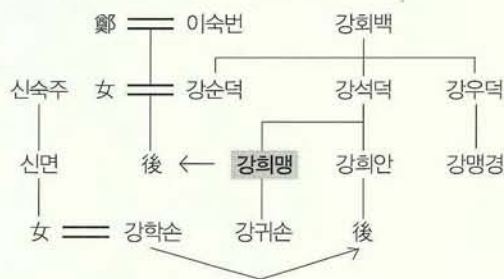 鄭 이숙번 강회백
신숙주 女 강순덕 강석덕 강우덕
신면 後 강희맹 강희안 강맹경
女 강학손 강귀손 後